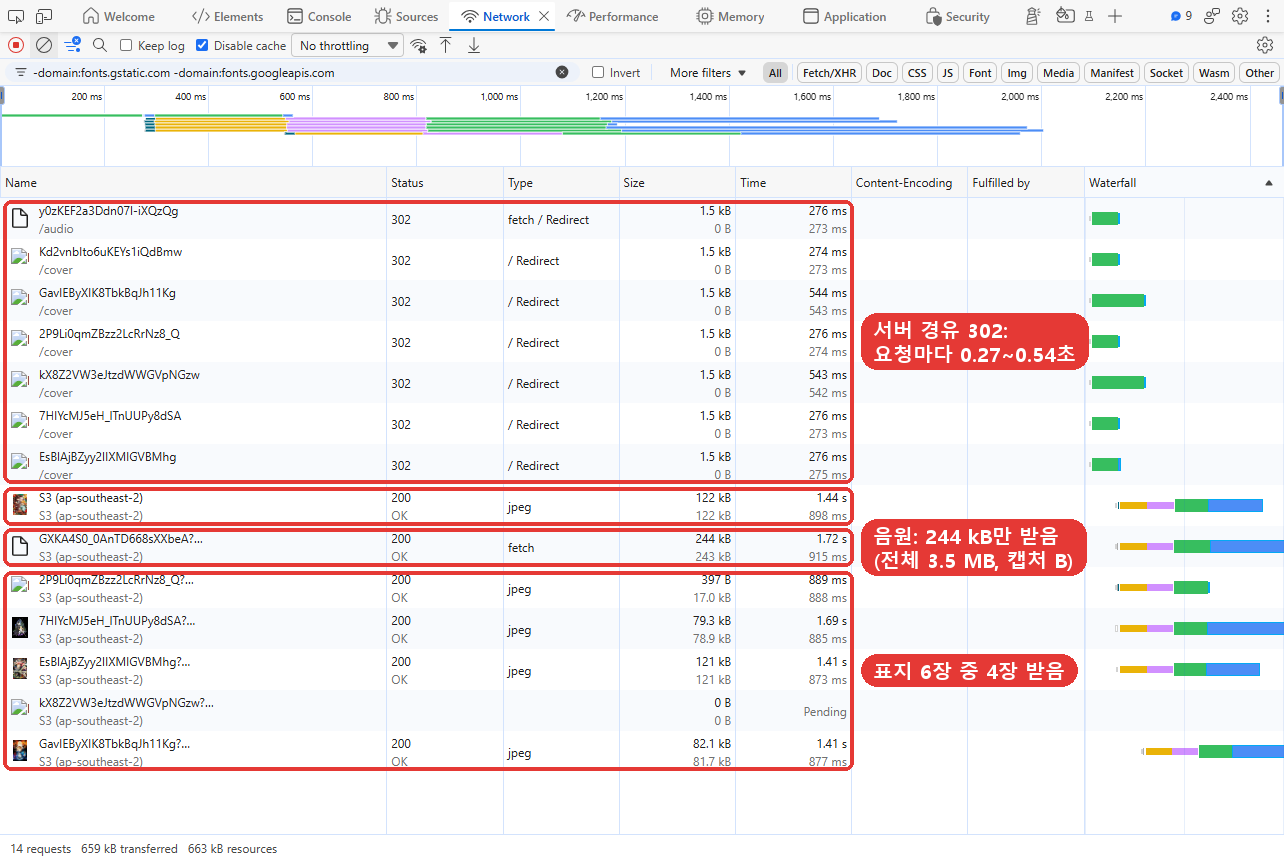 Welcome Elements Console Sources Network Performance Memory Application Security 9
Keep log Disable cache No throttling
-domain:fonts.gstatic.com -domain:fonts.googleapis.com Invert More filters All Fetch/XHR Doc CSS JS Font Img Media Manifest Socket Wasm Other
200 ms 400 ms 600 ms 800 ms 1,000 ms 1,200 ms 1,400 ms 1,600 ms 1,800 ms 2,000 ms 2,200 ms 2,400 ms
Name Status Type Size Time Content-Encoding Fulfilled by Waterfall
y0zKEF2a3Ddn07I-iXQzQg 302 fetch / Redirect 1.5 kB 276 ms
/audio 0 B 273 ms
Kd2vnbIto6uKEYs1iQdBmw 302 / Redirect 1.5 kB 274 ms
/cover 0 B 273 ms
GavIEByXIK8TbkBqJh11Kg 302 / Redirect 1.5 kB 544 ms
/cover 0 B 543 ms
2P9Li0qmZBzz2LcRrNz8_Q 302 / Redirect 1.5 kB 276 ms
/cover 0 B 274 ms
서버 경유 302:
요청마다 0.27~0.54초
kX8Z2VW3eJtzdWWGVpNGzw 302 / Redirect 1.5 kB 543 ms
/cover 0 B 542 ms
7HIYcMJ5eH_ITnUUPy8dSA 302 / Redirect 1.5 kB 276 ms
/cover 0 B 273 ms
EsBIAjBZyy2IIXMIGVBMhg 302 / Redirect 1.5 kB 276 ms
/cover 0 B 275 ms
S3 (ap-southeast-2) 200 jpeg 122 kB 1.44 s
S3 (ap-southeast-2) OK 122 kB 898 ms
GXKA4S0_0AnTD668sXXbeA?... 200 fetch 244 kB 1.72 s
S3 (ap-southeast-2) OK 243 kB 915 ms
음원: 244 kB만 받음
(전체 3.5 MB, 캡처 B)
2P9Li0qmZBzz2LcRrNz8_Q?... 200 jpeg 397 B 889 ms
S3 (ap-southeast-2) OK 17.0 kB 888 ms
7HIYcMJ5eH_ITnUUPy8dSA?... 200 jpeg 79.3 kB 1.69 s
S3 (ap-southeast-2) OK 78.9 kB 885 ms
EsBIAjBZyy2IIXMIGVBMhg?... 200 jpeg 121 kB 1.41 s
S3 (ap-southeast-2) OK 121 kB 873 ms
표지 6장 중 4장 받음
kX8Z2VW3eJtzdWWGVpNGzw?... 0 B Pending
S3 (ap-southeast-2) 0 B
GavIEByXIK8TbkBqJh11Kg?... 200 jpeg 82.1 kB 1.41 s
S3 (ap-southeast-2) OK 81.7 kB 877 ms
14 requests 659 kB transferred 663 kB resources